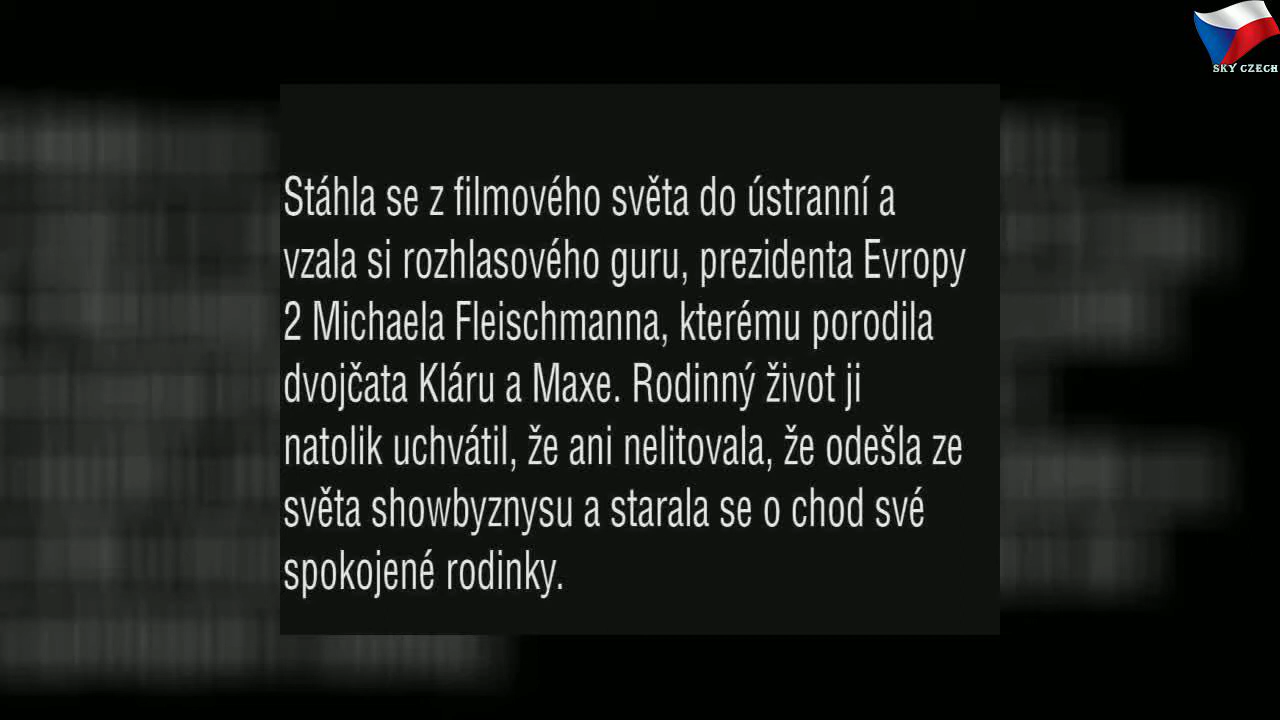 SKY CZECH
Stáhla se z filmového světa do ústranní a
vzala si rozhlasového guru, prezidenta Evropy
2 Michaela Fleischmanna, kterému porodila
dvojčata Kláru a Maxe. Rodinný život ji
natolik uchvátil, že ani nelitovala, že odešla ze
světa showbyznysu a starala se o chod své
spokojené rodinky.